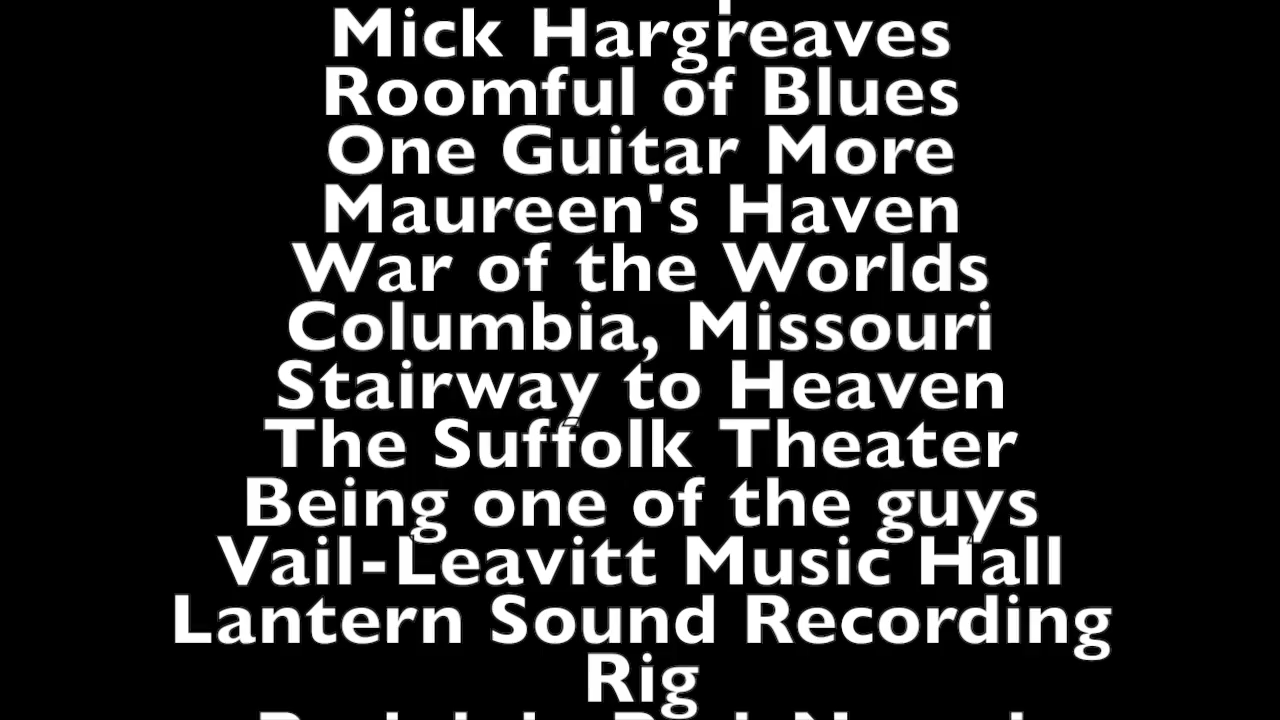 Mick Hargreaves
Roomful of Blues
One Guitar More
Maureen's Haven
War of the Worlds
Columbia, Missouri
Stairway to Heaven
The Suffolk Theater
Being one of the guys
Vail-Leavitt Music Hall
Lantern Sound Recording
Rig